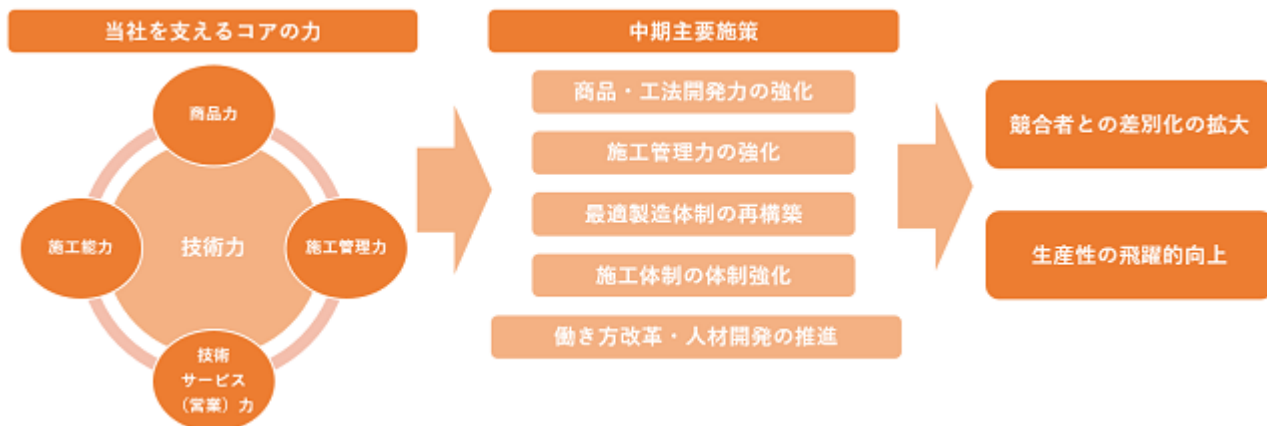 当社を支えるコアの力
商品力
施工能力
技術力
施工管理力
技術
サービス
（営業）力
中期主要施策
商品・工法開発力の強化
施工管理力の強化
最適製造体制の再構築
施工体制の体制強化
働き方改革・人材開発の推進
競合者との差別化の拡大
生産性の飛躍的向上